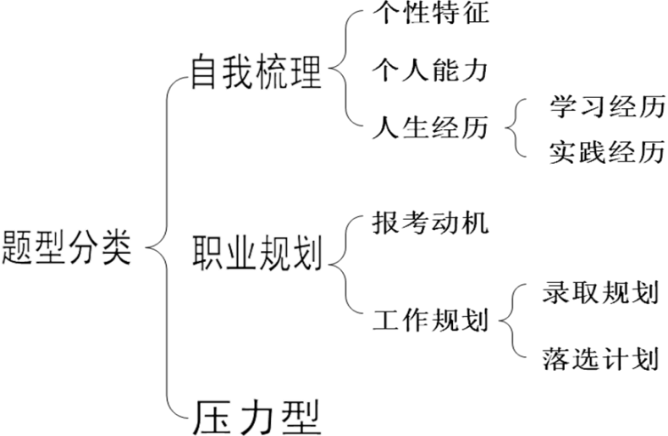 题型分类
自我梳理
个性特征
个人能力
人生经历
学习经历
实践经历
职业规划
报考动机
工作规划
录取规划
落选计划
压力型